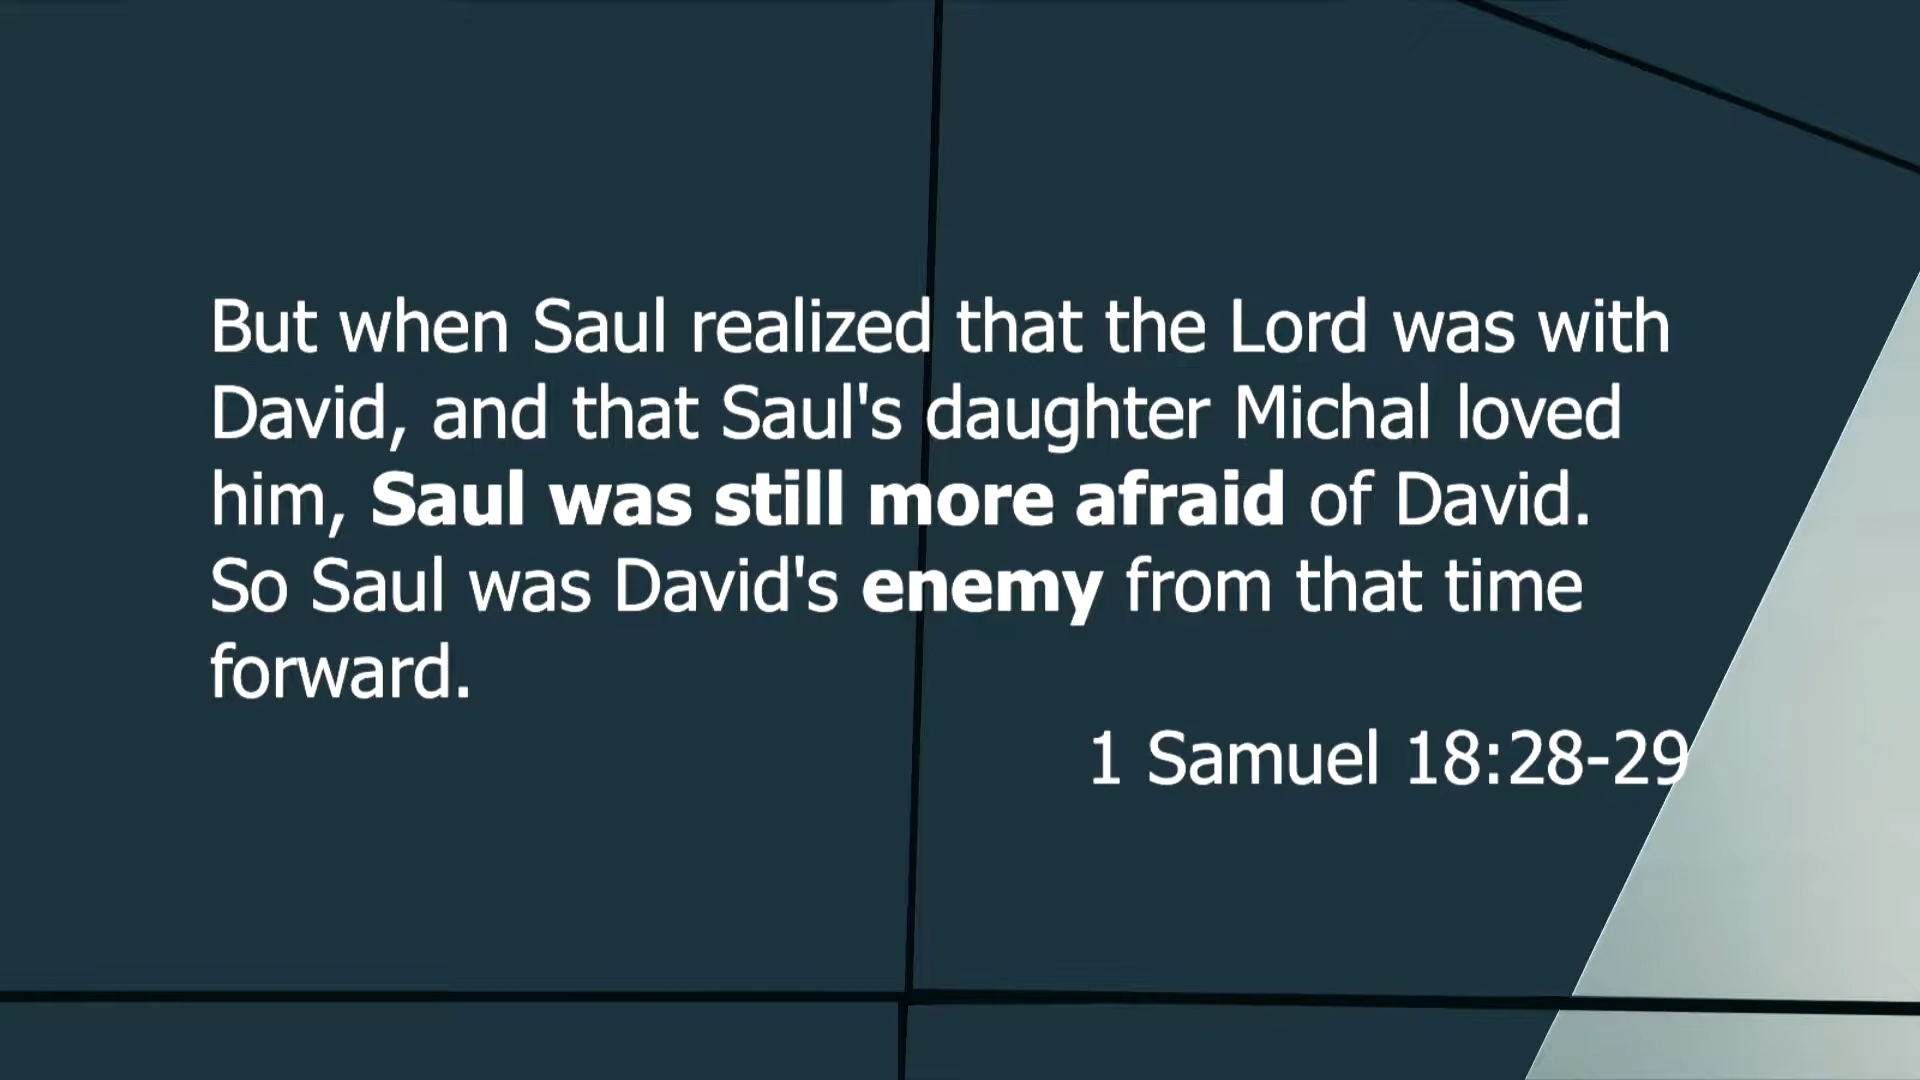 But when Saul realized that the Lord was with
David, and that Saul's daughter Michal loved
him, Saul was still more afraid of David.
So Saul was David's enemy from that time
forward.
1 Samuel 18:28-29